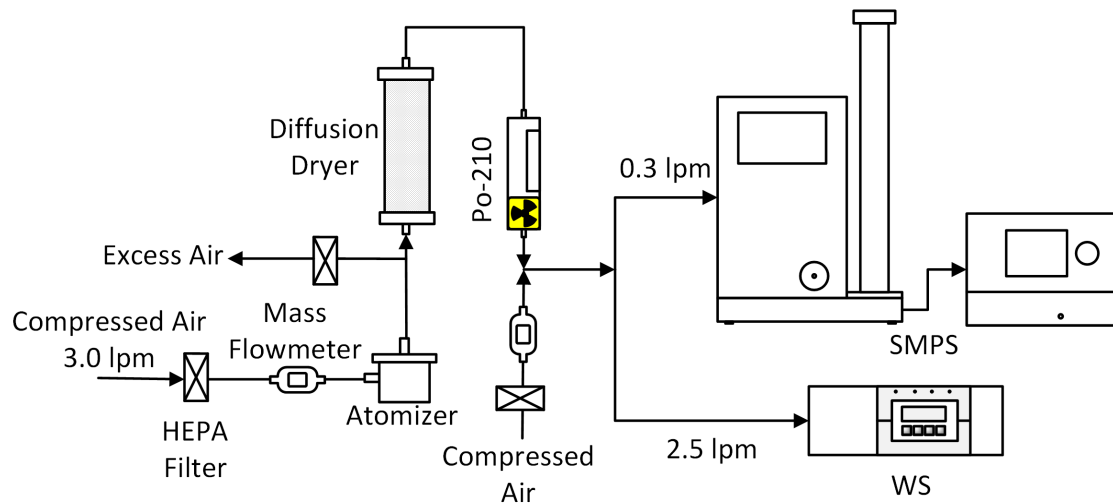 Diffusion
Dryer
Po-210
0.3 lpm
Excess Air
Compressed Air
3.0 lpm
Mass
Flowmeter
SMPS
Atomizer
HEPA
Filter
Compressed
Air
2.5 lpm
WS